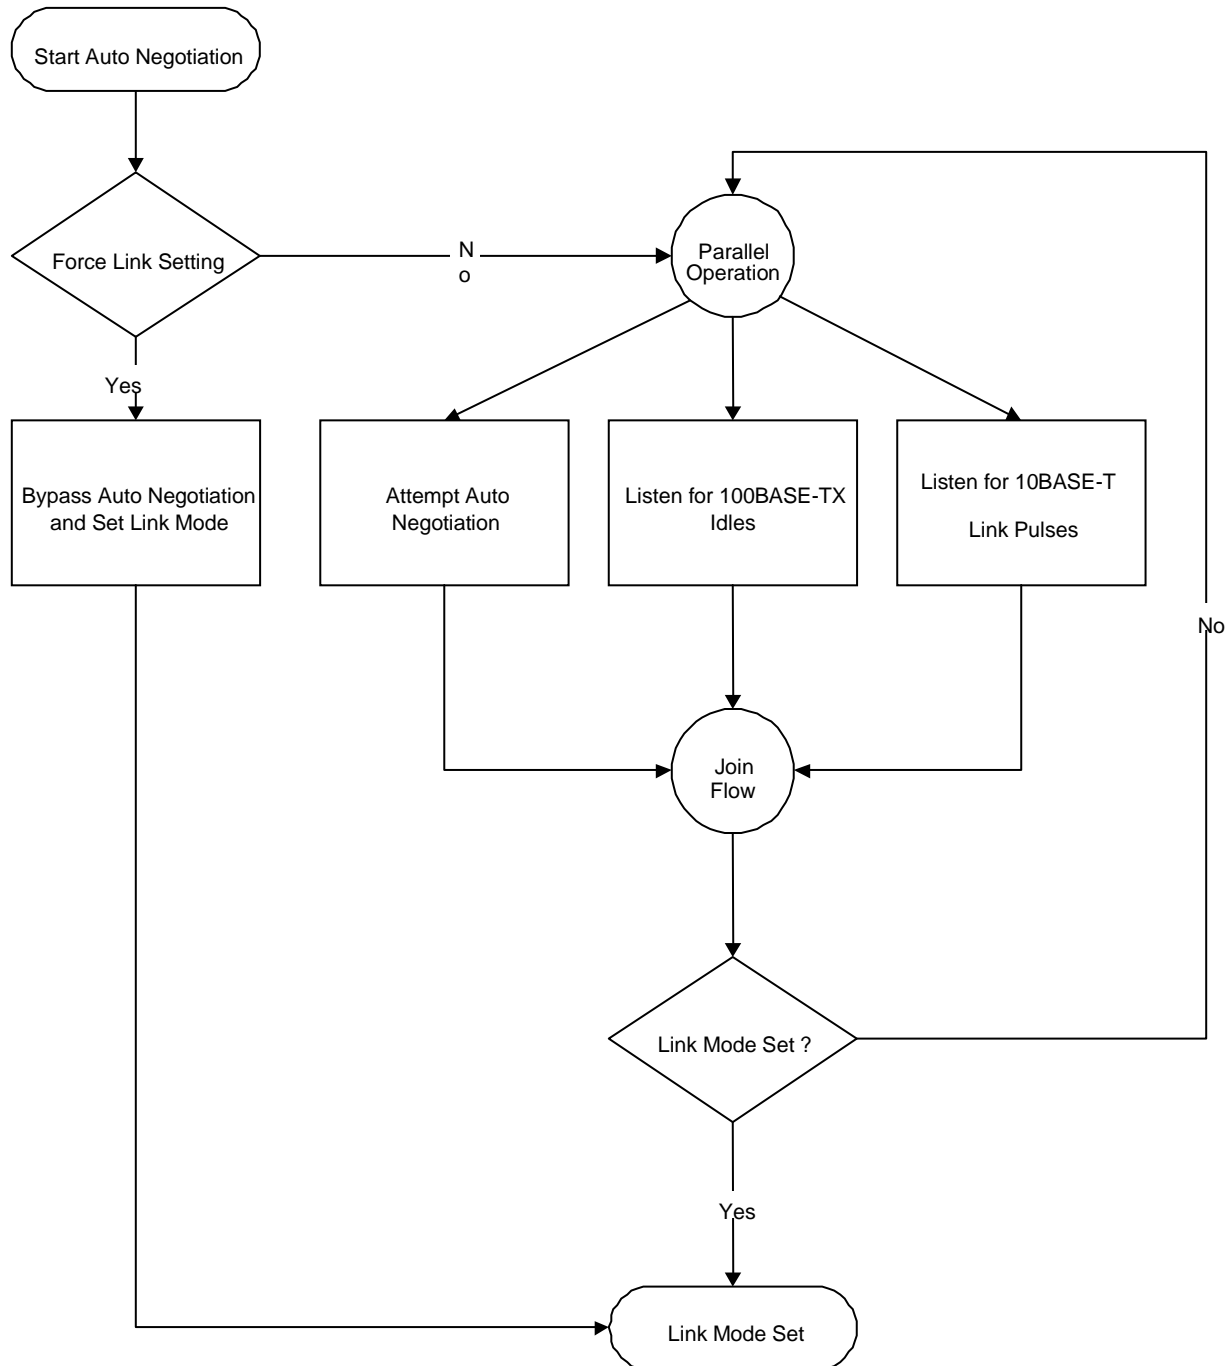 Start Auto Negotiation
Force Link Setting
N
o
Parallel
Operation
Yes
Bypass Auto Negotiation
and Set Link Mode
Attempt Auto
Negotiation
Listen for 100BASE-TX
Idles
Listen for 10BASE-T
Link Pulses
No
Join
Flow
Link Mode Set ?
Yes
Link Mode Set